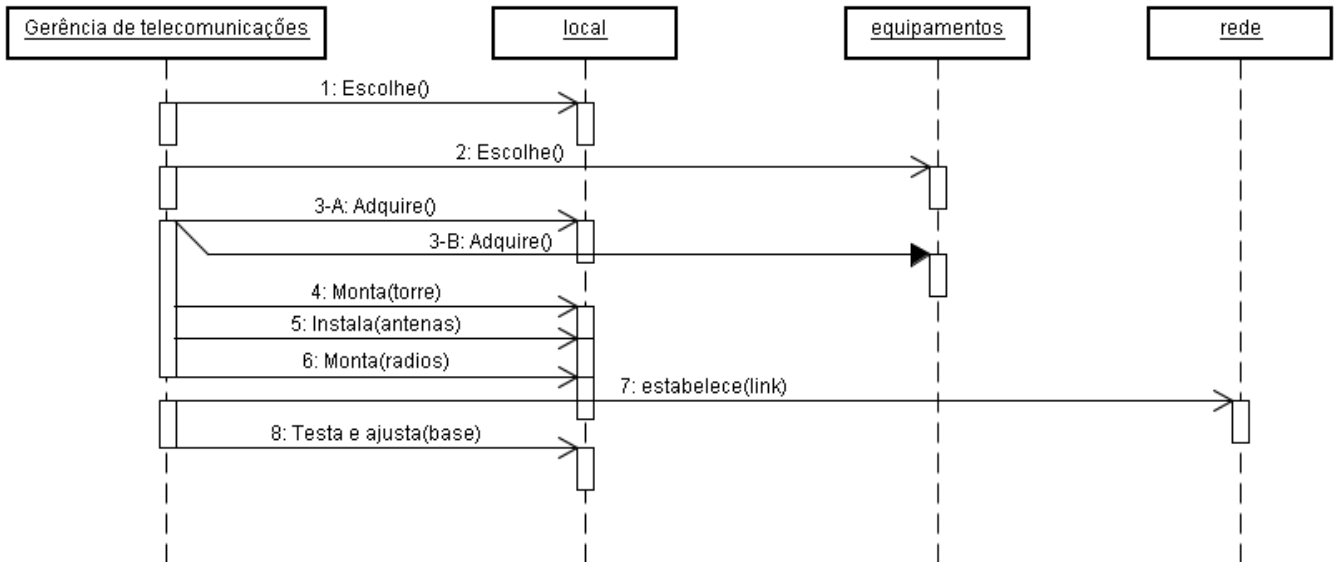 Gerência de telecomunicações
local
equipamentos
rede
1: Escolhe()
2: Escolhe()
3-A: Adquire()
3-B: Adquire()
4: Monta(torre)
5: Instala(antenas)
6: Monta(radios)
7: estabelece(link)
8: Testa e ajusta(base)